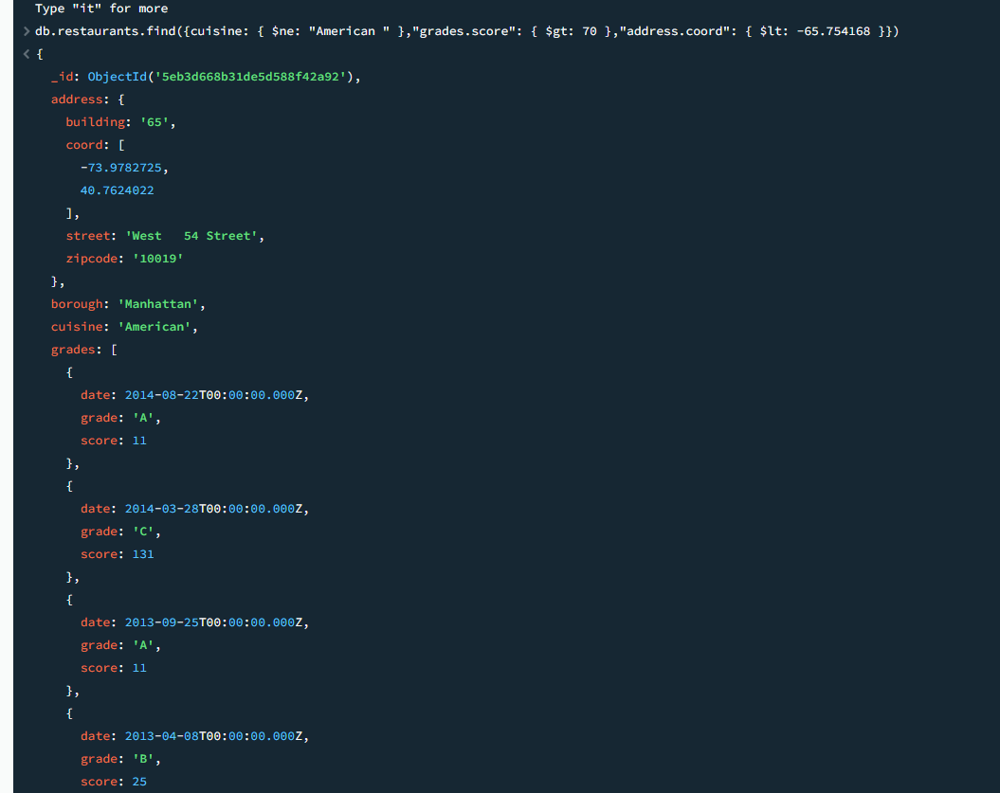 Type "it" for more
> db.restaurants.find({cuisine: { $ne: "American " },"grades.score": { $gt: 70 },"address.coord": { $lt: -65.754168 }})
< {
_id: ObjectId('5eb3d668b31de5d588f42a92'),
address: {
building: '65',
coord: [
-73.9782725,
40.7624022
],
street: 'West   54 Street',
zipcode: '10019'
},
borough: 'Manhattan',
cuisine: 'American',
grades: [
{
date: 2014-08-22T00:00:00.000Z,
grade: 'A',
score: 11
},
{
date: 2014-03-28T00:00:00.000Z,
grade: 'C',
score: 131
},
{
date: 2013-09-25T00:00:00.000Z,
grade: 'A',
score: 11
},
{
date: 2013-04-08T00:00:00.000Z,
grade: 'B',
score: 25